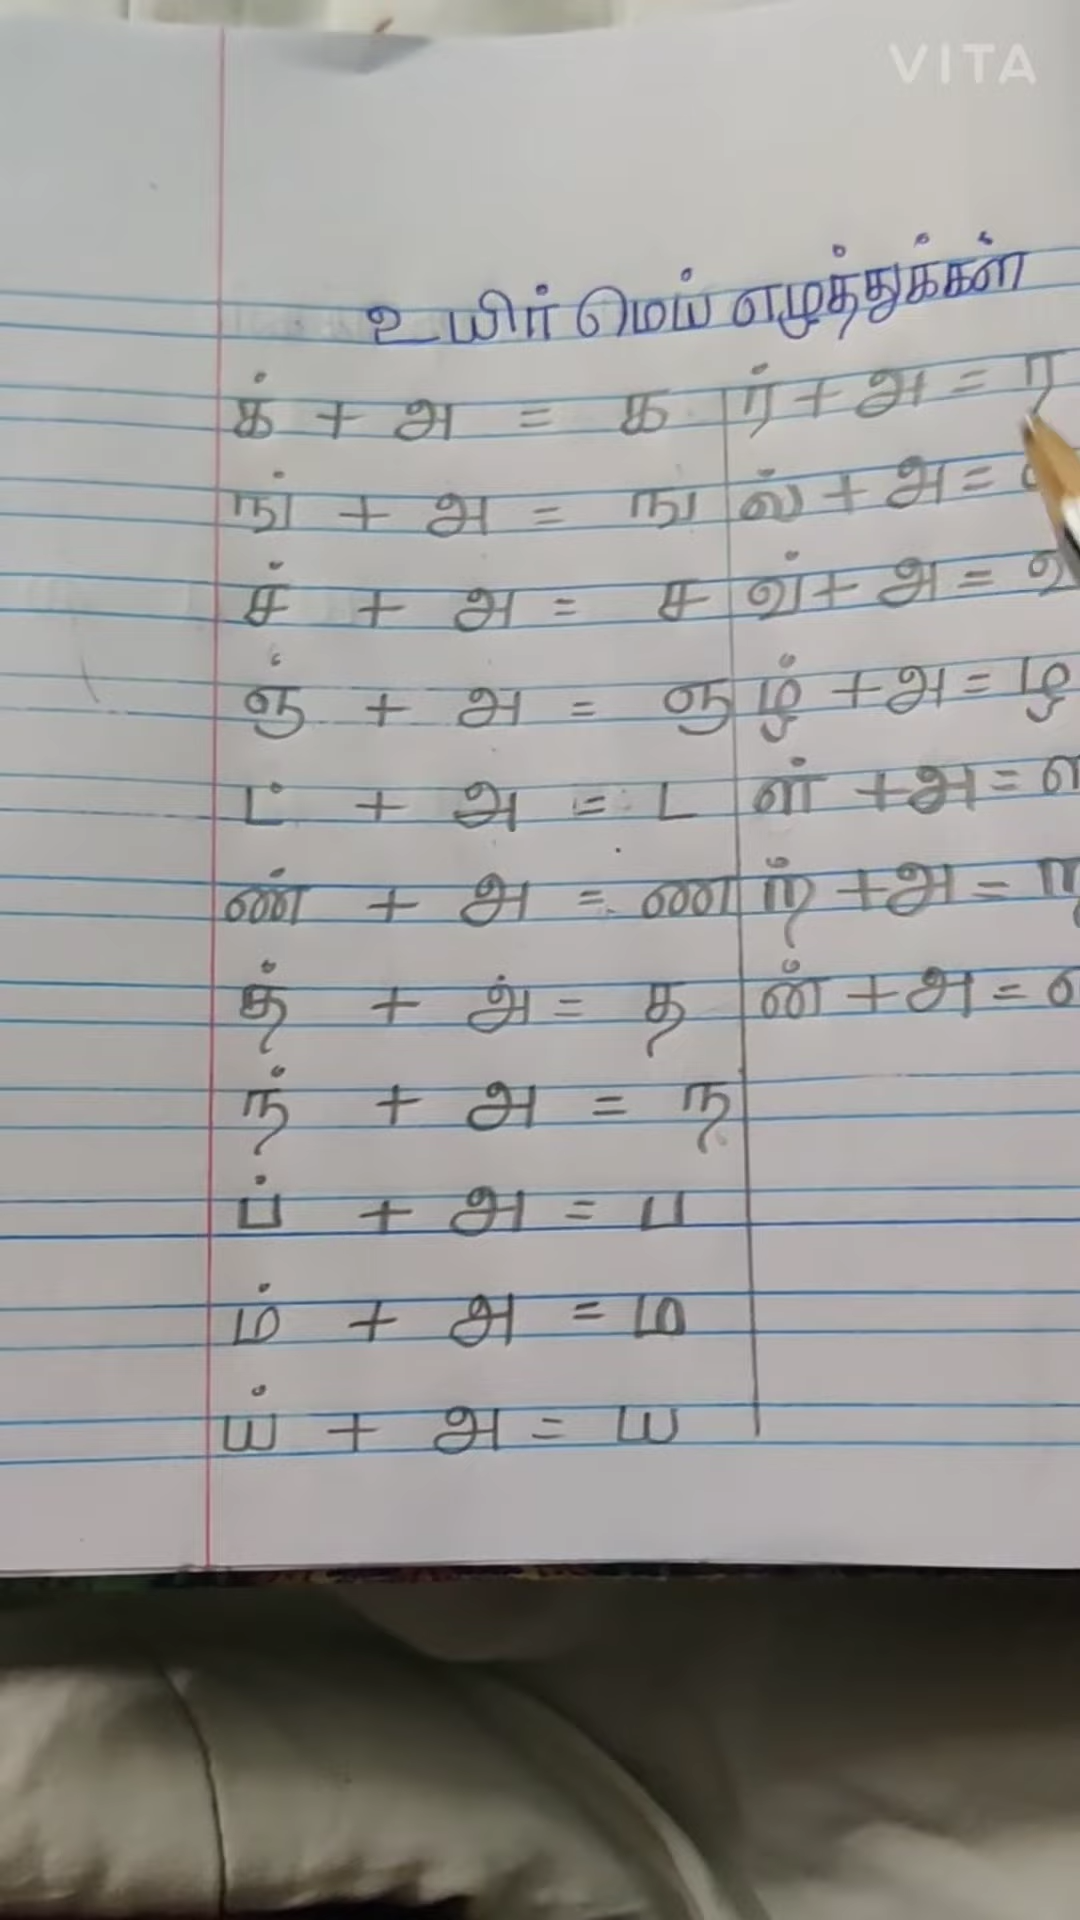 VITA
உயிர் மெய் எழுத்துக்கள்
க் + அ = க ர் + அ = ர
ங் + அ = ங ல் + அ =
ச் + அ = ச வ் + அ = வ
ஞ் + அ = ஞ ழ் + அ = ழ
ட் + அ = ட ள் + அ =
ண் + அ = ண ற் + அ = ற
த் + அ் = த ன் + அ =
ந் + அ = ந
ப் + அ = ப
ம் + அ = ம
ய் + அ = ய